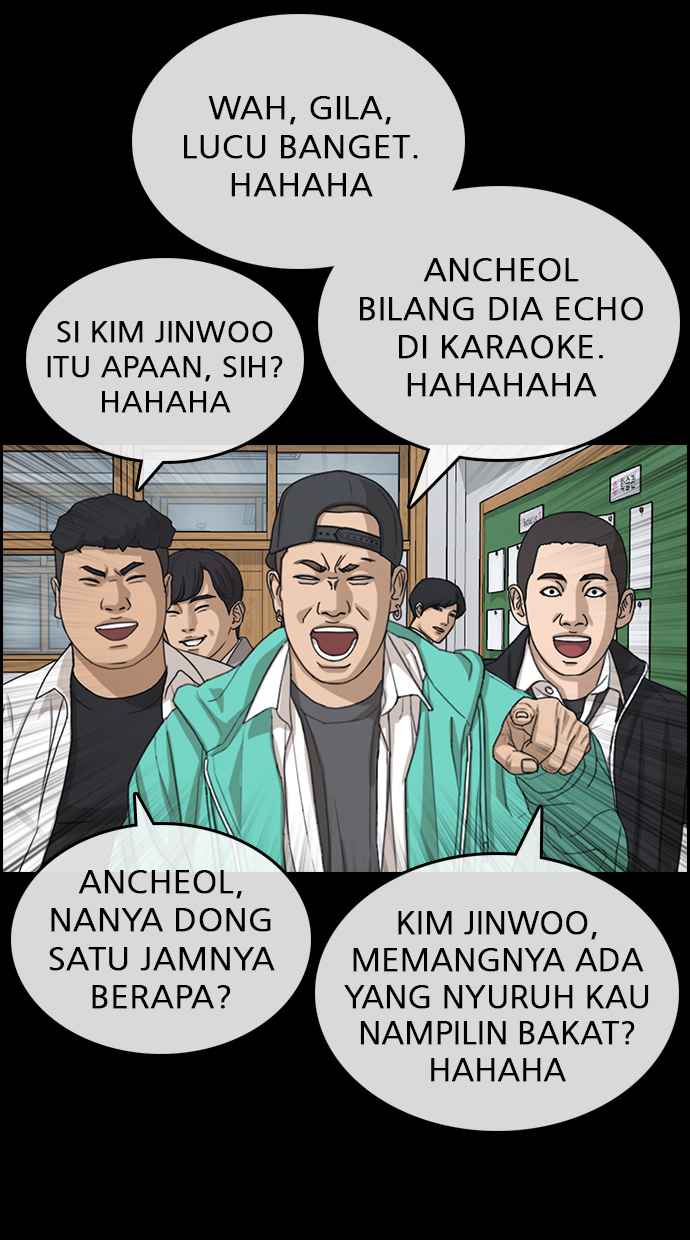 WAH, GILA,
LUCU BANGET.
HAHAHA
ANCHEOL
BILANG DIA ECHO
DI KARAOKE.
HAHAHAHA
SI KIM JINWOO
ITU APAAN, SIH?
HAHAHA
ANCHEOL,
NANYA DONG
SATU JAMNYA
BERAPA?
KIM JINWOO,
MEMANGNYA ADA
YANG NYURUH KAU
NAMPILIN BAKAT?
HAHAHA